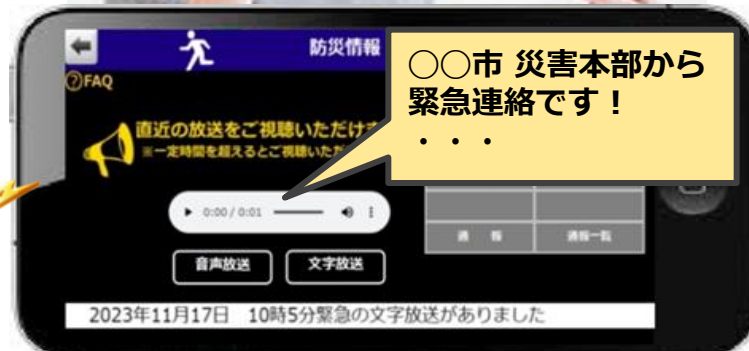 防災情報
○○市 災害本部から
緊急連絡です！
・・・
?FAQ
直近の放送をご視聴いただけま
※一定時間を超えるとご視聴いただ
0:00 / 0:01
通 報
通報一覧
音声放送
文字放送
2023年11月17日 10時5分緊急の文字放送がありました